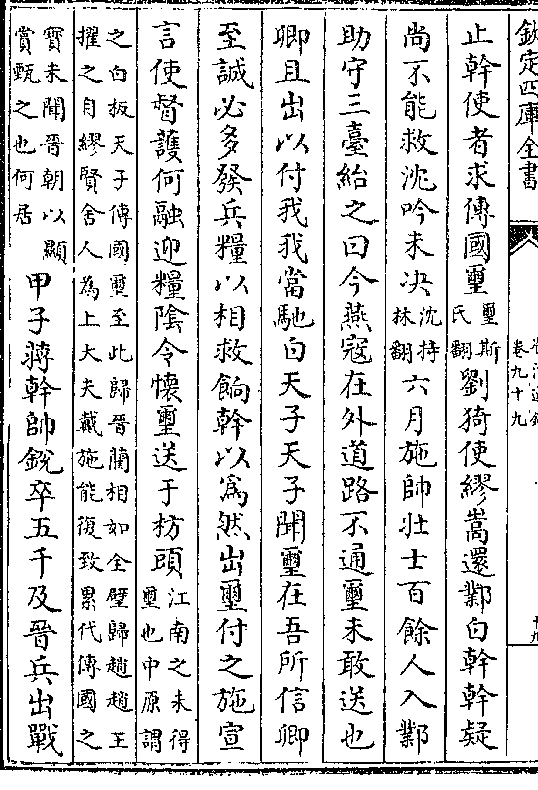 欽定四庫全書
卷九十九
止幹使者求傳國璽璽斯氏翻劉猗使繆嵩還鄴白幹幹疑
尚不能救沈吟未决沈持林翻六月施帥壯士百餘人入鄴
助守三臺紿之曰今燕寇在外道路不通璽未敢送也
卿且出以付我我當馳白天子天子聞璽在吾所信卿
至誠必多發兵糧以相救餉幹以為然出璽付之施宣
言使督護何融迎糧陰令懷璽送于枋頭江南之未得璽也中原謂
之白板天子傳國璽至此歸晉藺相如全璧歸趙趙王擢之自繆賢舍人為上大夫戴施能復致累代傳國之
寶未聞晉朝以顯賞甄之也何居甲子蔣幹帥銳卒五千及晉兵出戰